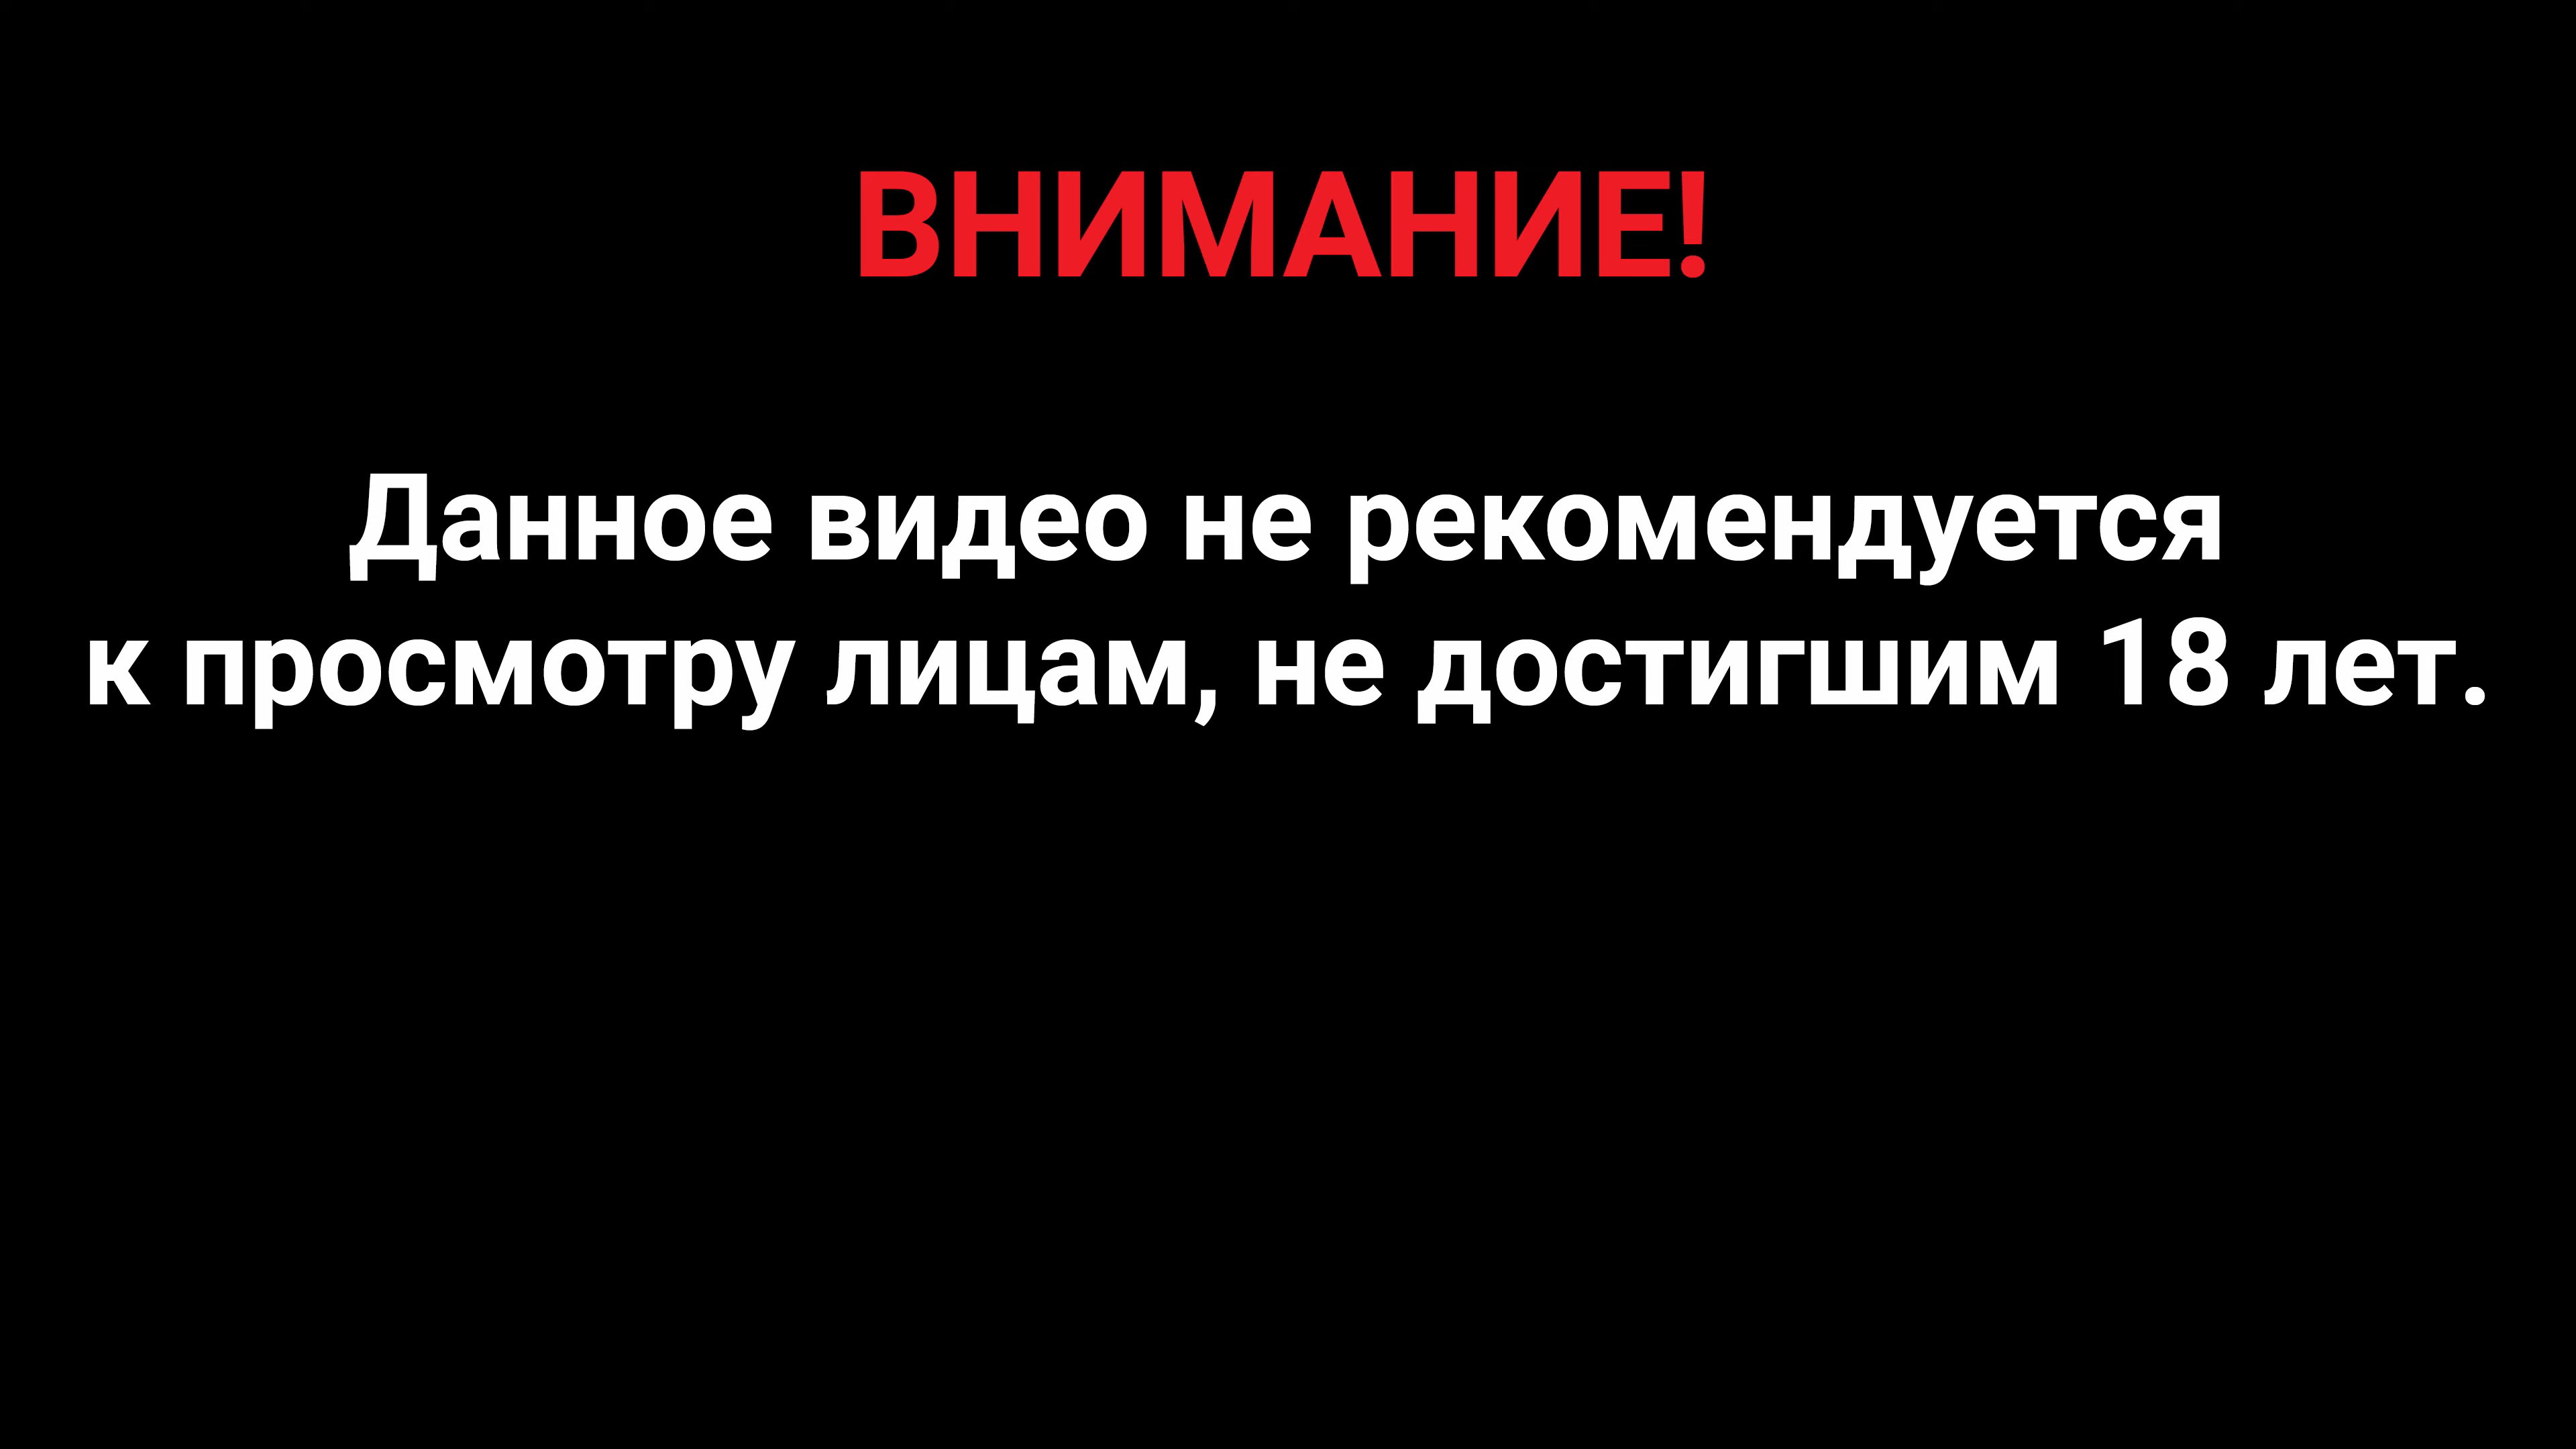 ВНИМАНИЕ!
Данное видео не рекомендуется
к просмотру лицам, не достигшим 18 лет.